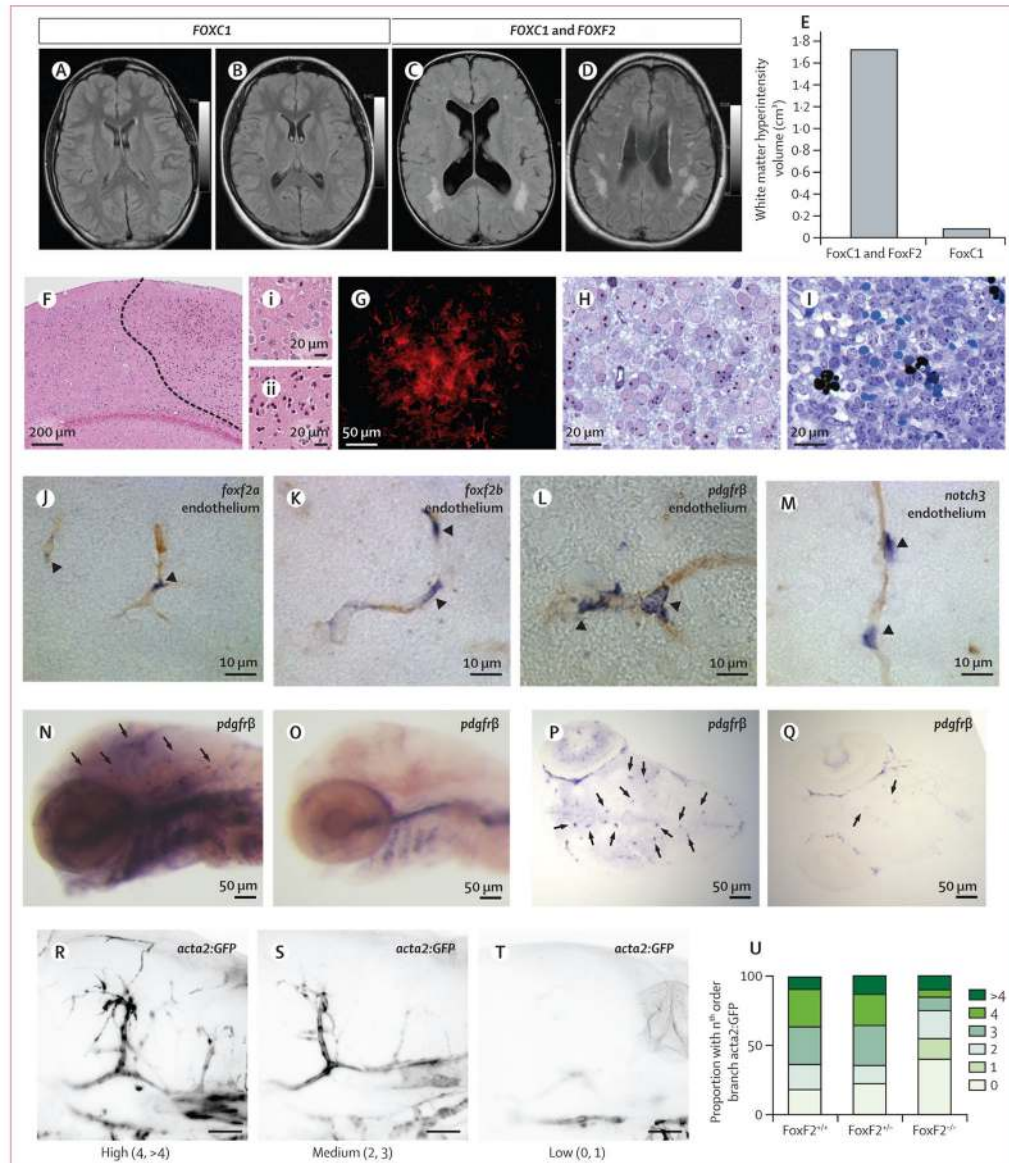 FOXC1
FOXC1 and FOXF2
A
B
C
D
E
White matter hyperintensity
volume (cm³)
1·8
1·6
1·4
1·2
1·0
0·8
0·6
0·4
0·2
0
FoxC1 and FoxF2
FoxC1
F
200 µm
i
20 µm
ii
20 µm
G
50 µm
H
20 µm
I
20 µm
J
foxf2a
endothelium
10 µm
K
foxf2b
endothelium
10 µm
L
pdgfrβ
endothelium
10 µm
M
notch3
endothelium
10 µm
N
pdgfrβ
50 µm
O
pdgfrβ
50 µm
P
pdgfrβ
50 µm
Q
pdgfrβ
50 µm
R
acta2:GFP
High (4, >4)
S
acta2:GFP
Medium (2, 3)
T
acta2:GFP
Low (0, 1)
U
Proportion with nth order
branch acta2:GFP
100
50
0
FoxF2+/+
FoxF2+/-
FoxF2-/-
>4
4
3
2
1
0